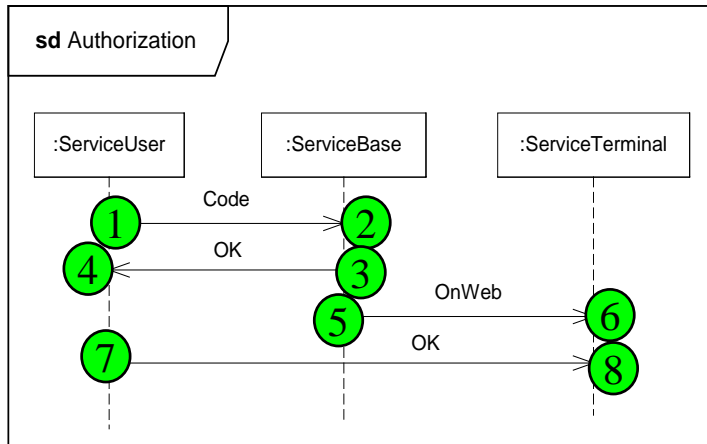 sd Authorization
:ServiceUser :ServiceBase :ServiceTerminal
Code
1 2
OK
4 3
OnWeb
5 6
OK
7 8